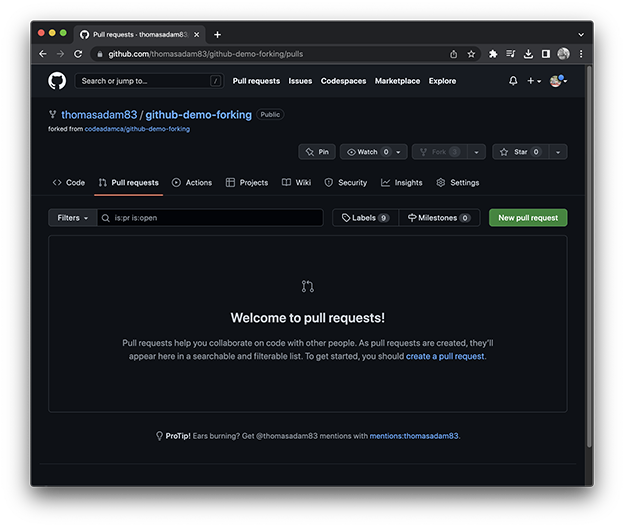 Pull requests · thomasadam83/
github.com/thomasadam83/github-demo-forking/pulls
Search or jump to... /
Pull requests Issues Codespaces Marketplace Explore
thomasadam83 / github-demo-forking Public
forked from codeadamca/github-demo-forking
Pin Watch 0 Fork 3 Star 0
Code Pull requests Actions Projects Wiki Security Insights Settings
Filters is:pr is:open Labels 9 Milestones 0 New pull request
Welcome to pull requests!
Pull requests help you collaborate on code with other people. As pull requests are created, they'll
appear here in a searchable and filterable list. To get started, you should create a pull request.
ProTip! Ears burning? Get @thomasadam83 mentions with mentions:thomasadam83.